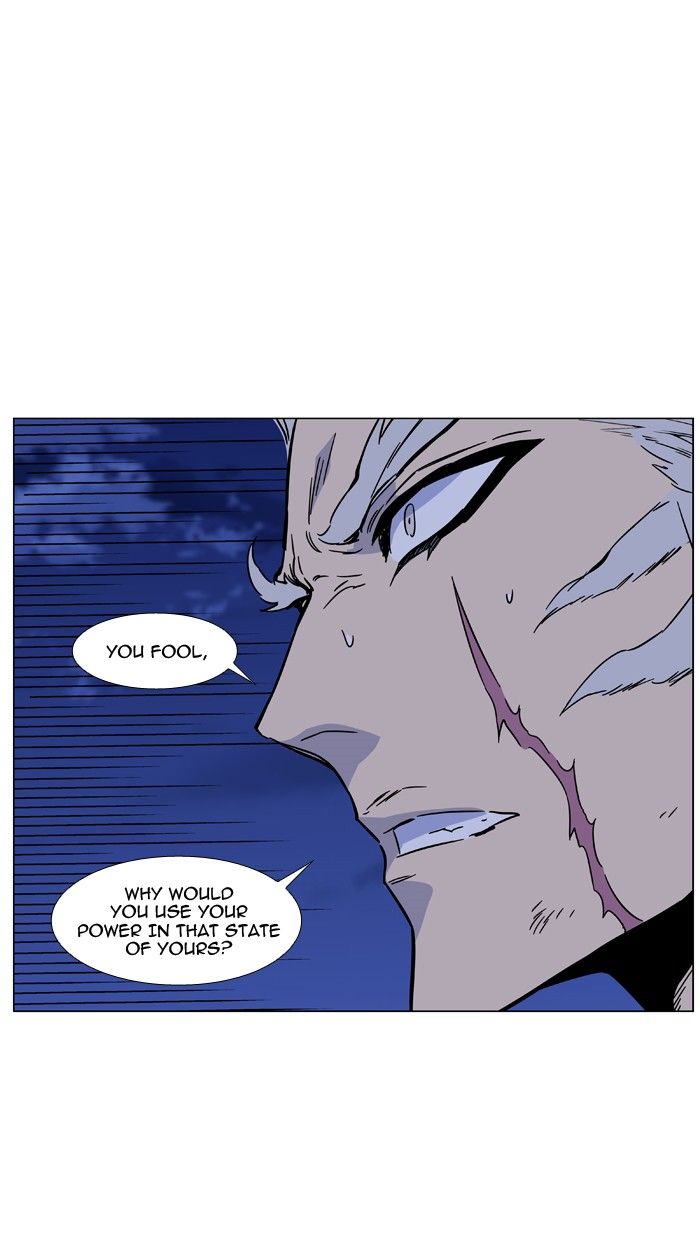 YOU FOOL,
WHY WOULD
YOU USE YOUR
POWER IN THAT STATE
OF YOURS?